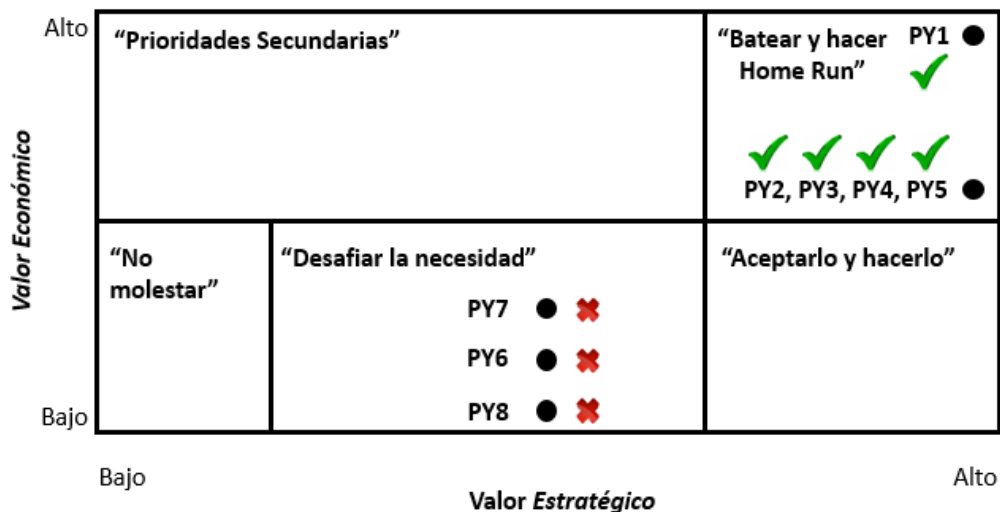 Alto
“Prioridades Secundarias”
“Batear y hacer
Home Run”
PY1
PY2, PY3, PY4, PY5
Valor Económico
“No
molestar”
“Desafiar la necesidad”
“Aceptarlo y hacerlo”
PY7
PY6
PY8
Bajo
Bajo
Alto
Valor Estratégico